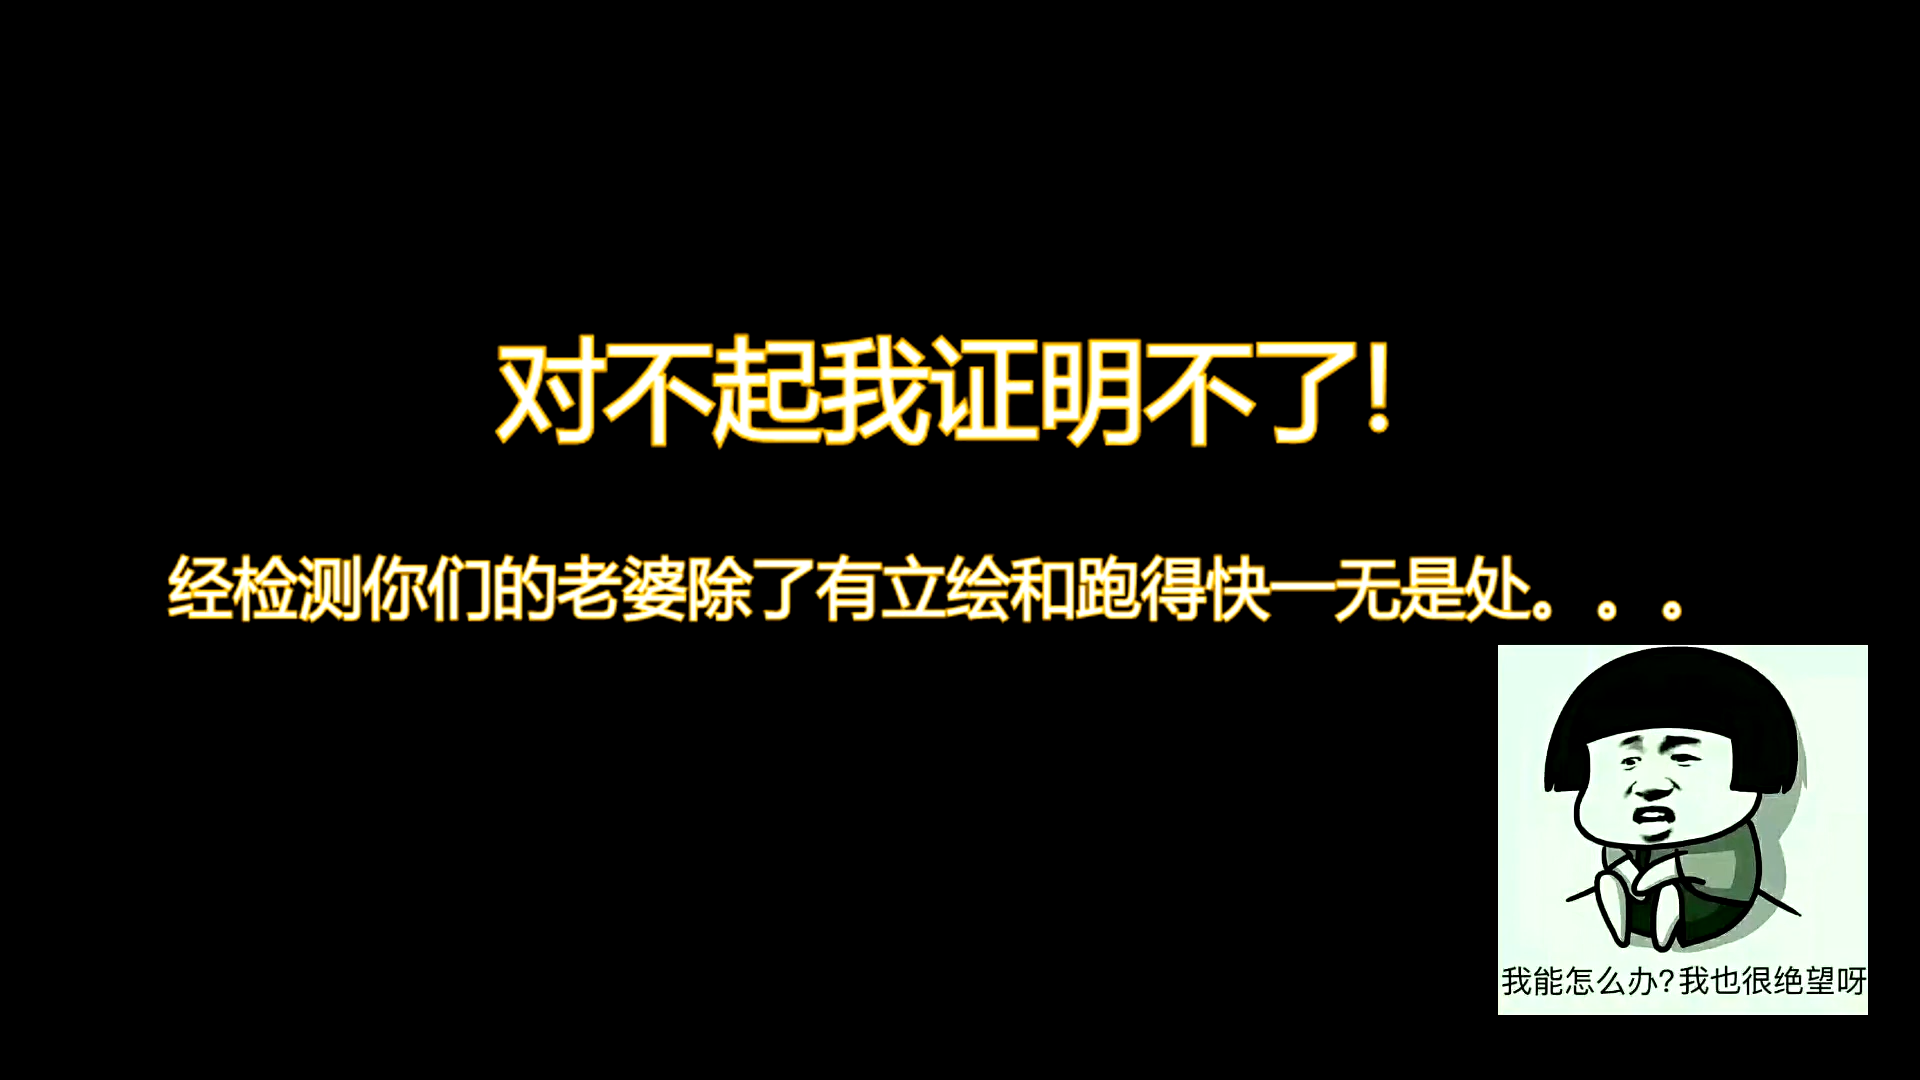 对不起我证明不了!
经检测你们的老婆除了有立绘和跑得快一无是处。。。
我能怎么办?我也很绝望呀